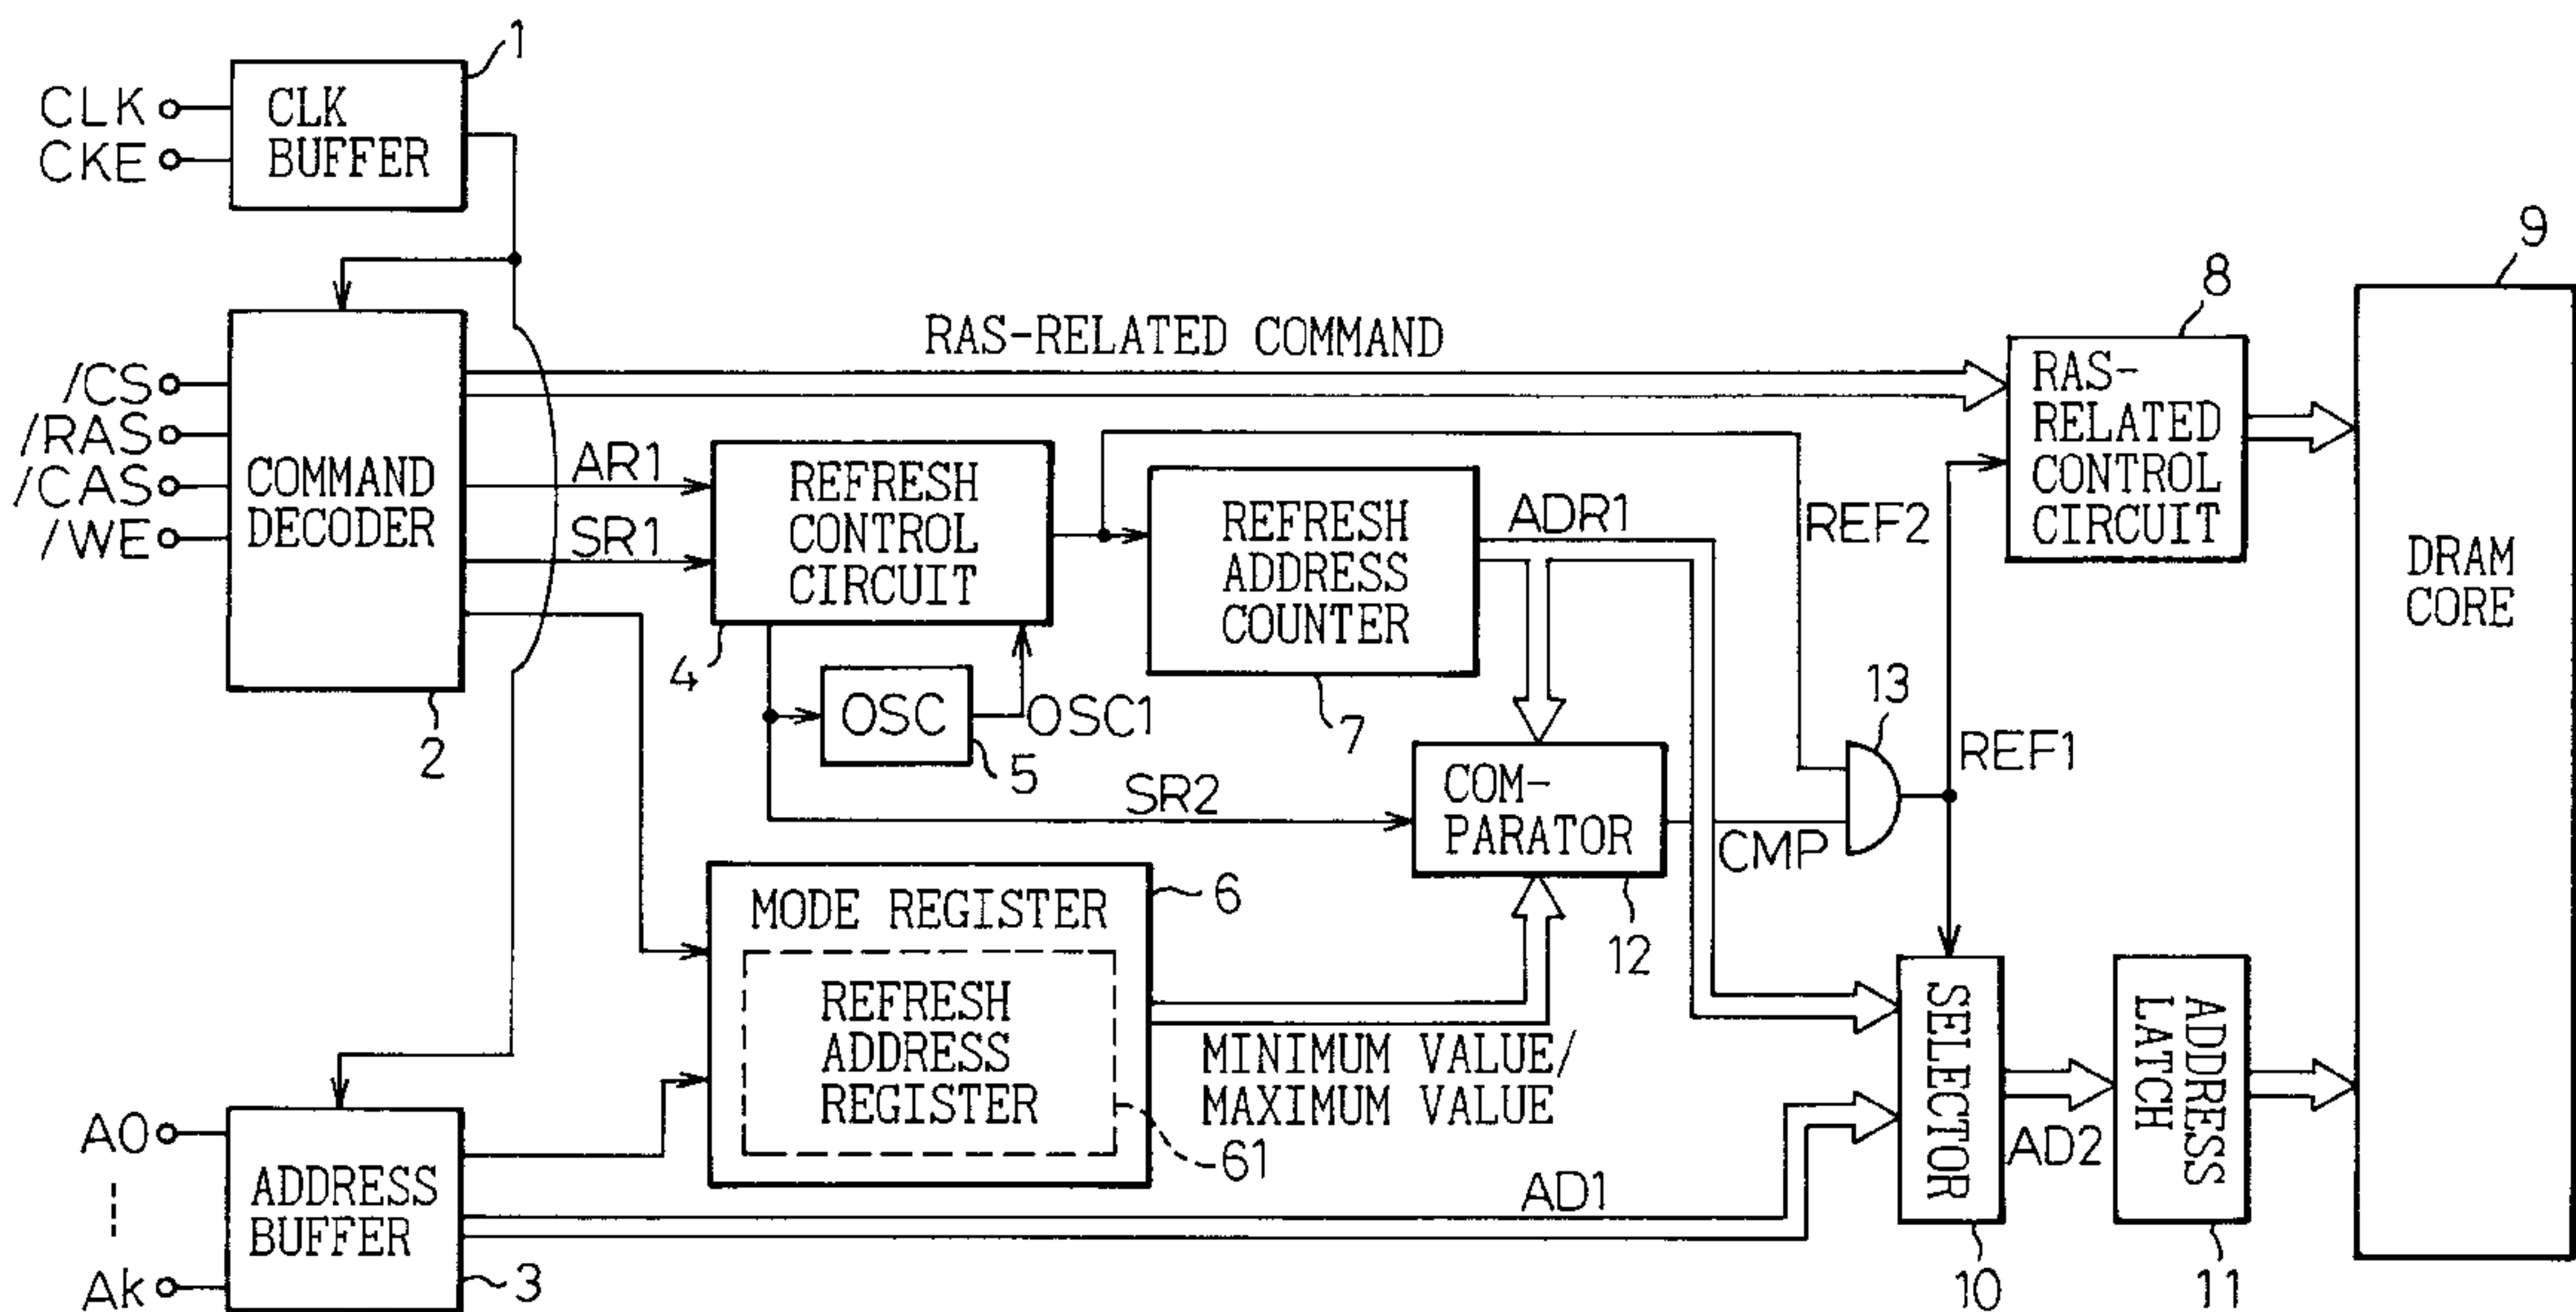 1
CLK
CKE
CLK
BUFFER
/CS
/RAS
/CAS
/WE
COMMAND
DECODER
2
RAS-RELATED COMMAND
AR1
SR1
REFRESH
CONTROL
CIRCUIT
4
OSC
OSC1
5
REFRESH
ADDRESS
COUNTER
7
ADR1
REF2
8
RAS-
RELATED
CONTROL
CIRCUIT
9
DRAM
CORE
SR2
COM-
PARATOR
12
CMP
13
REF1
MODE REGISTER
6
REFRESH
ADDRESS
REGISTER
61
MINIMUM VALUE/
MAXIMUM VALUE
A0
Ak
ADDRESS
BUFFER
3
AD1
SELECTOR
10
AD2
ADDRESS
LATCH
11